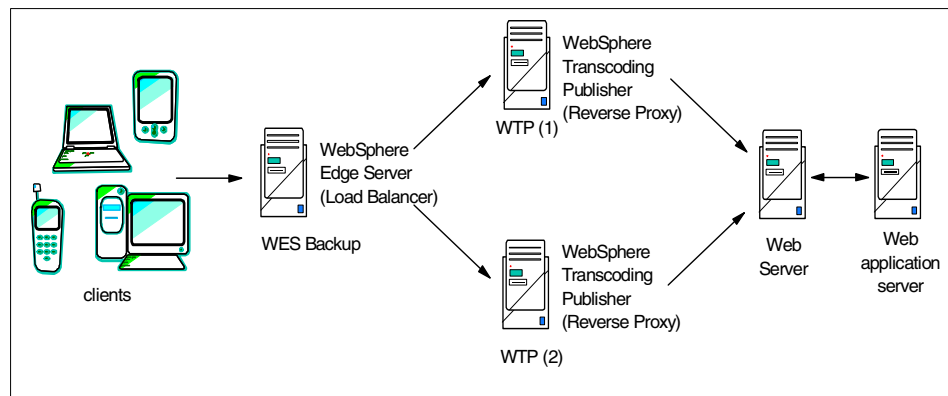 clients
WebSphere
Edge Server
(Load Balancer)
WES Backup
WebSphere
Transcoding
Publisher
(Reverse Proxy)
WTP (1)
WebSphere
Transcoding
Publisher
(Reverse Proxy)
WTP (2)
Web
Server
Web
application
server